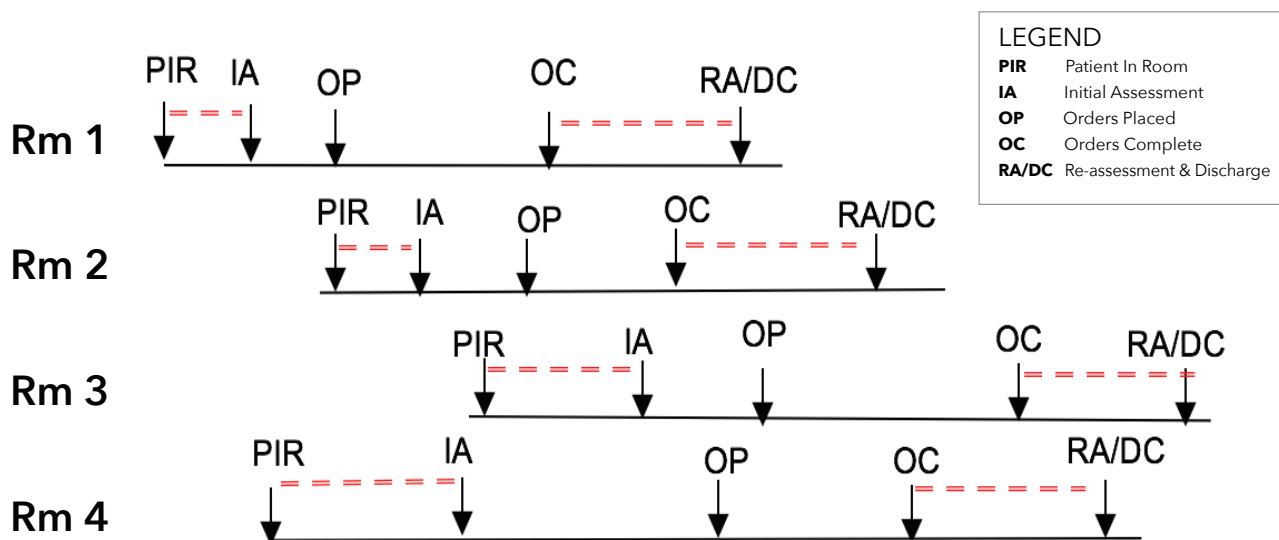 LEGEND
PIR Patient In Room
IA Initial Assessment
OP Orders Placed
OC Orders Complete
RA/DC Re-assessment & Discharge
PIR IA OP OC RA/DC
Rm 1
PIR IA OP OC RA/DC
Rm 2
PIR IA OP OC RA/DC
Rm 3
PIR IA OP OC RA/DC
Rm 4